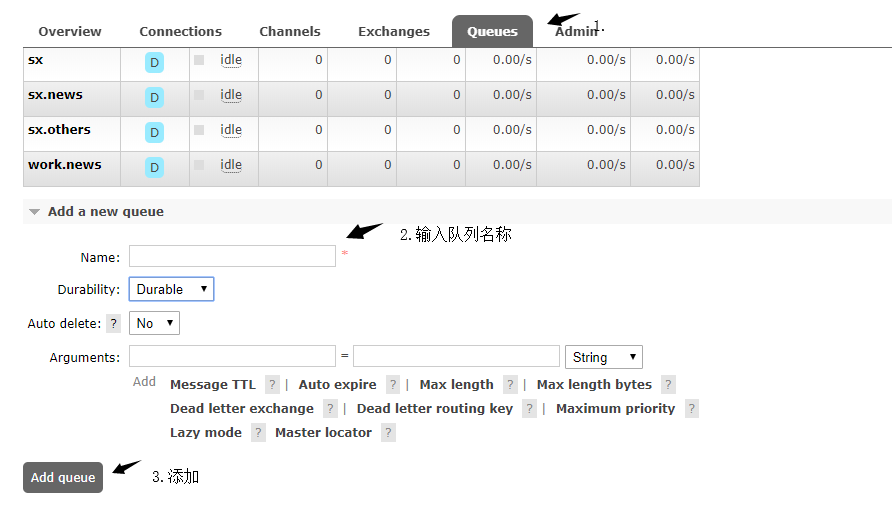 Overview Connections Channels Exchanges Queues Admin 1.
sx D idle 0 0 0 0.00/s 0.00/s 0.00/s
sx.news D idle 0 0 0 0.00/s 0.00/s 0.00/s
sx.others D idle 0 0 0 0.00/s 0.00/s 0.00/s
work.news D idle 0 0 0 0.00/s 0.00/s 0.00/s
Add a new queue
2.输入队列名称
Name: *
Durability: Durable
Auto delete: ? No
Arguments: = String
Add Message TTL ? | Auto expire ? | Max length ? | Max length bytes ?
Dead letter exchange ? | Dead letter routing key ? | Maximum priority ?
Lazy mode ? Master locator ?
Add queue 3.添加